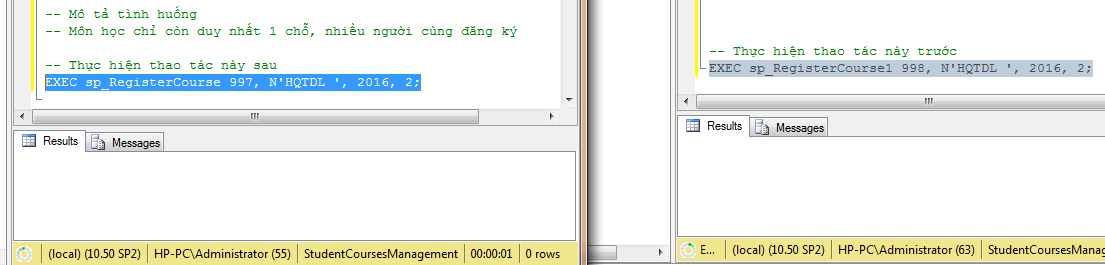 -- Mô tả tình huống
-- Môn học chỉ còn duy nhất 1 chỗ, nhiều người cùng đăng ký
-- Thực hiện thao tác này sau
EXEC sp_RegisterCourse 997, N'HQTDL ', 2016, 2;
Results Messages
(local) (10.50 SP2) HP-PC\Administrator (55) StudentCoursesManagement 00:00:01 0 rows
-- Thực hiện thao tác này trước
EXEC sp_RegisterCourse1 998, N'HQTDL ', 2016, 2;
Results Messages
E... (local) (10.50 SP2) HP-PC\Administrator (63) StudentCoursesManag